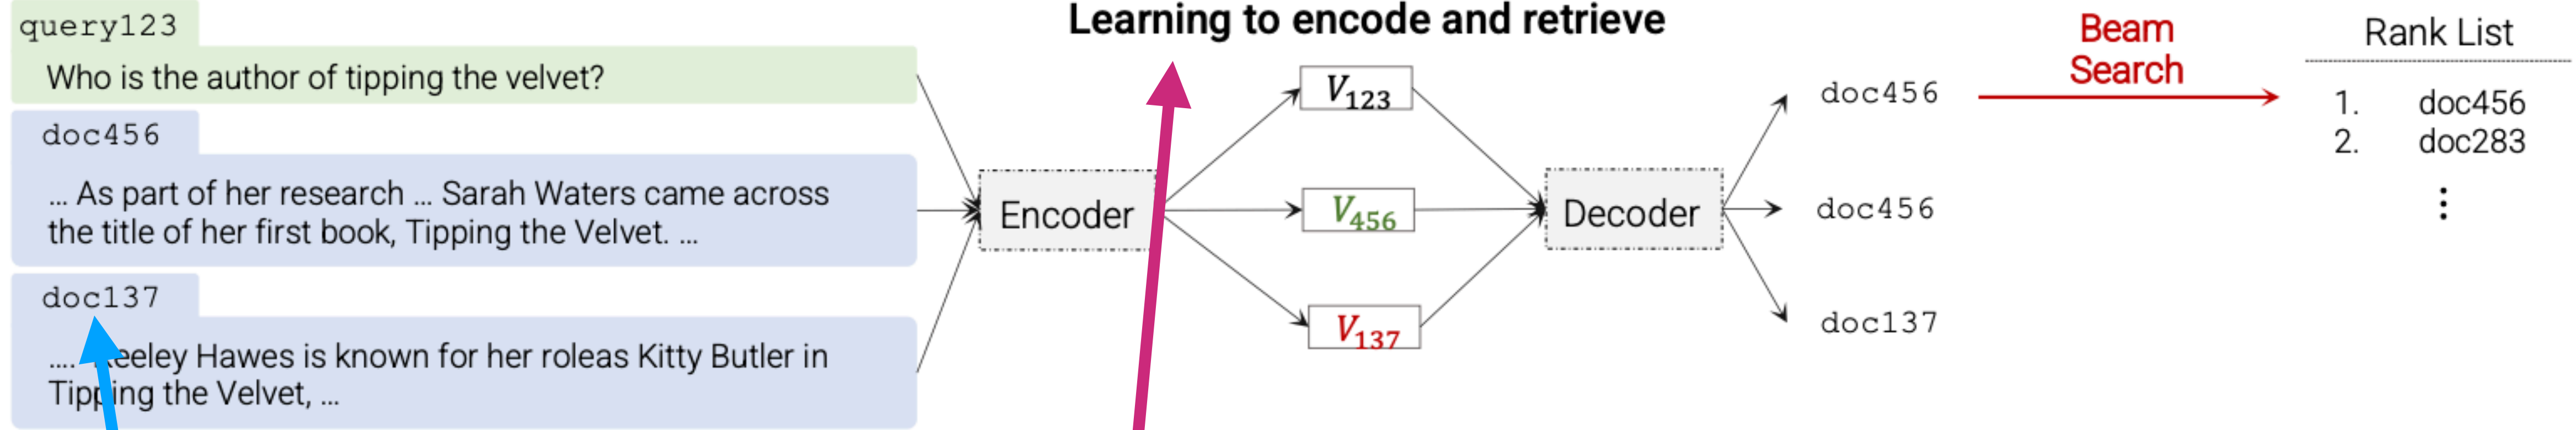 query123
Who is the author of tipping the velvet?
doc456
... As part of her research ... Sarah Waters came across
the title of her first book, Tipping the Velvet. ...
doc137
.... eeley Hawes is known for her roleas Kitty Butler in
Tipping the Velvet, ...
Learning to encode and retrieve
Encoder
V123
V456
V137
Decoder
doc456
doc456
doc137
Beam
Search
Rank List
1. doc456
2. doc283
⋮